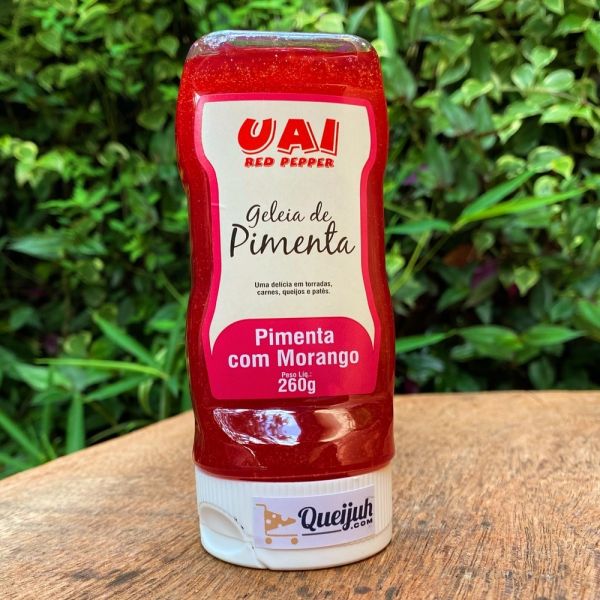 UAI
RED PEPPER
Geleia de
Pimenta
Uma delícia em torradas,
carnes, queijos e patês.
Pimenta
com Morango
Peso Líq.:
260g
Queijuh
.COM